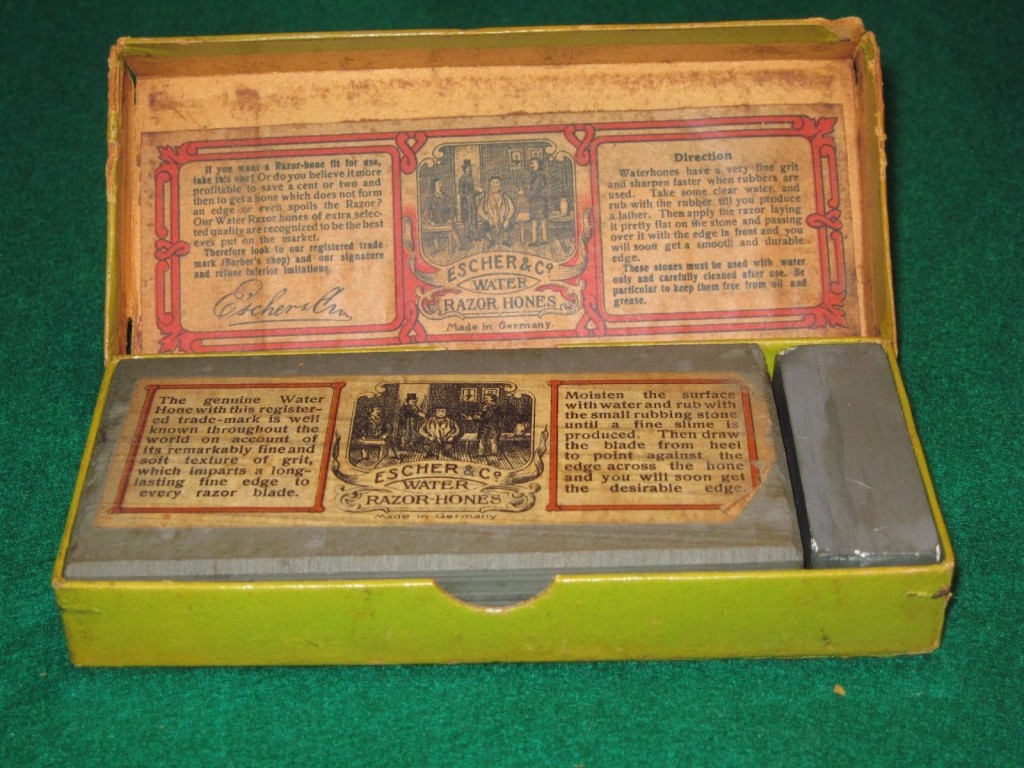 If you want a Razor-hone fit for use,
take this one! Or do you believe it more
profitable to save a cent or two and
then to get a hone which does not form
an edge or even spoils the Razor?
Our Water Razor hones of extra selec-
ted quality are recognized to be the best
ever put on the market.
Therefore look to our registered trade
mark (Barber's shop) and our signature
and refuse inferior imitations.
Escher & Co.
ESCHER & Co
WATER
RAZOR HONES
Made in Germany.
Direction
Waterhones have a very fine grit
and sharpen faster when rubbers are
used. Take some clear water and
rub with the rubber till you produce
a lather. Then apply the razor laying
it pretty flat on the stone and passing
over it with the edge in front and you
will soon get a smooth and durable
edge.
These stones must be used with water
only and carefully cleaned after use. Be
particular to keep them free from oil and
grease.
The genuine Water
Hone with this register-
ed trade-mark is well
known throughout the
world on account of
its remarkably fine and
soft texture of grit,
which imparts a long-
lasting fine edge to
every razor blade.
ESCHER & Co
WATER
RAZOR-HONES
Made in Germany
Moisten the surface
with water and rub with
the small rubbing stone
until a fine slime is
produced. Then draw
the blade from heel
to point against the
edge across the hone
and you will soon get
the desirable edge.